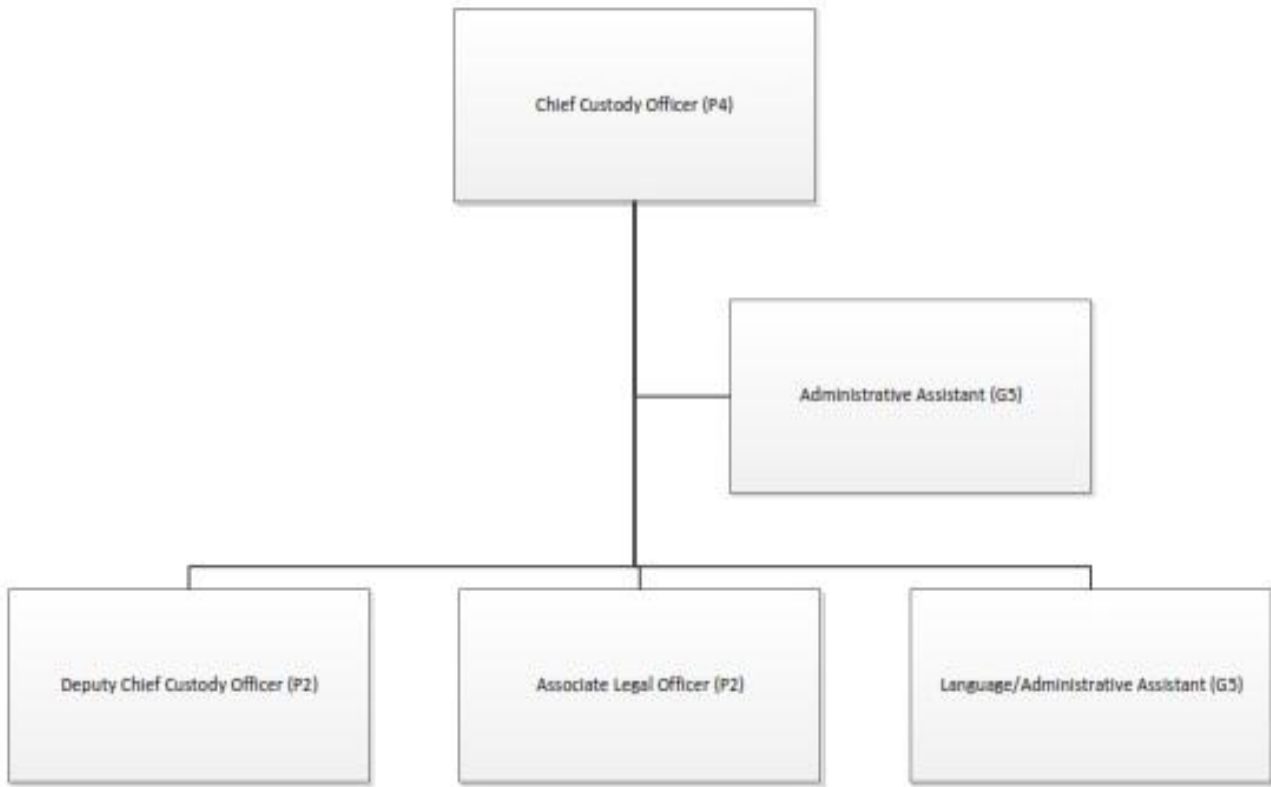 Chief Custody Officer (P4)
Administrative Assistant (G5)
Deputy Chief Custody Officer (P2)
Associate Legal Officer (P2)
Language/Administrative Assistant (G5)